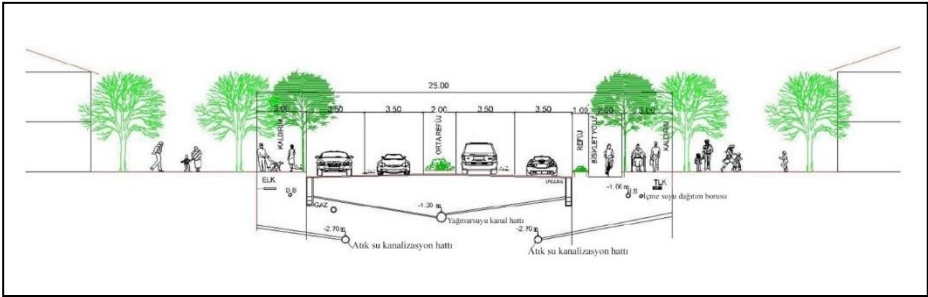 25.00
3.00 3.50 3.50 2.00 3.50 3.50 1.00 2.00 3.00
KALDIRIM
ORTA REFÜJ
REFÜJ
BİSİKLET YOLU
KALDIRIM
ELK
D.B
GAZ
TLK
-1.00
İçme suyu dağıtım borusu
-1.20
Yağmursuyu kanal hattı
-2.70
-2.70
Atık su kanalizasyon hattı
Atık su kanalizasyon hattı